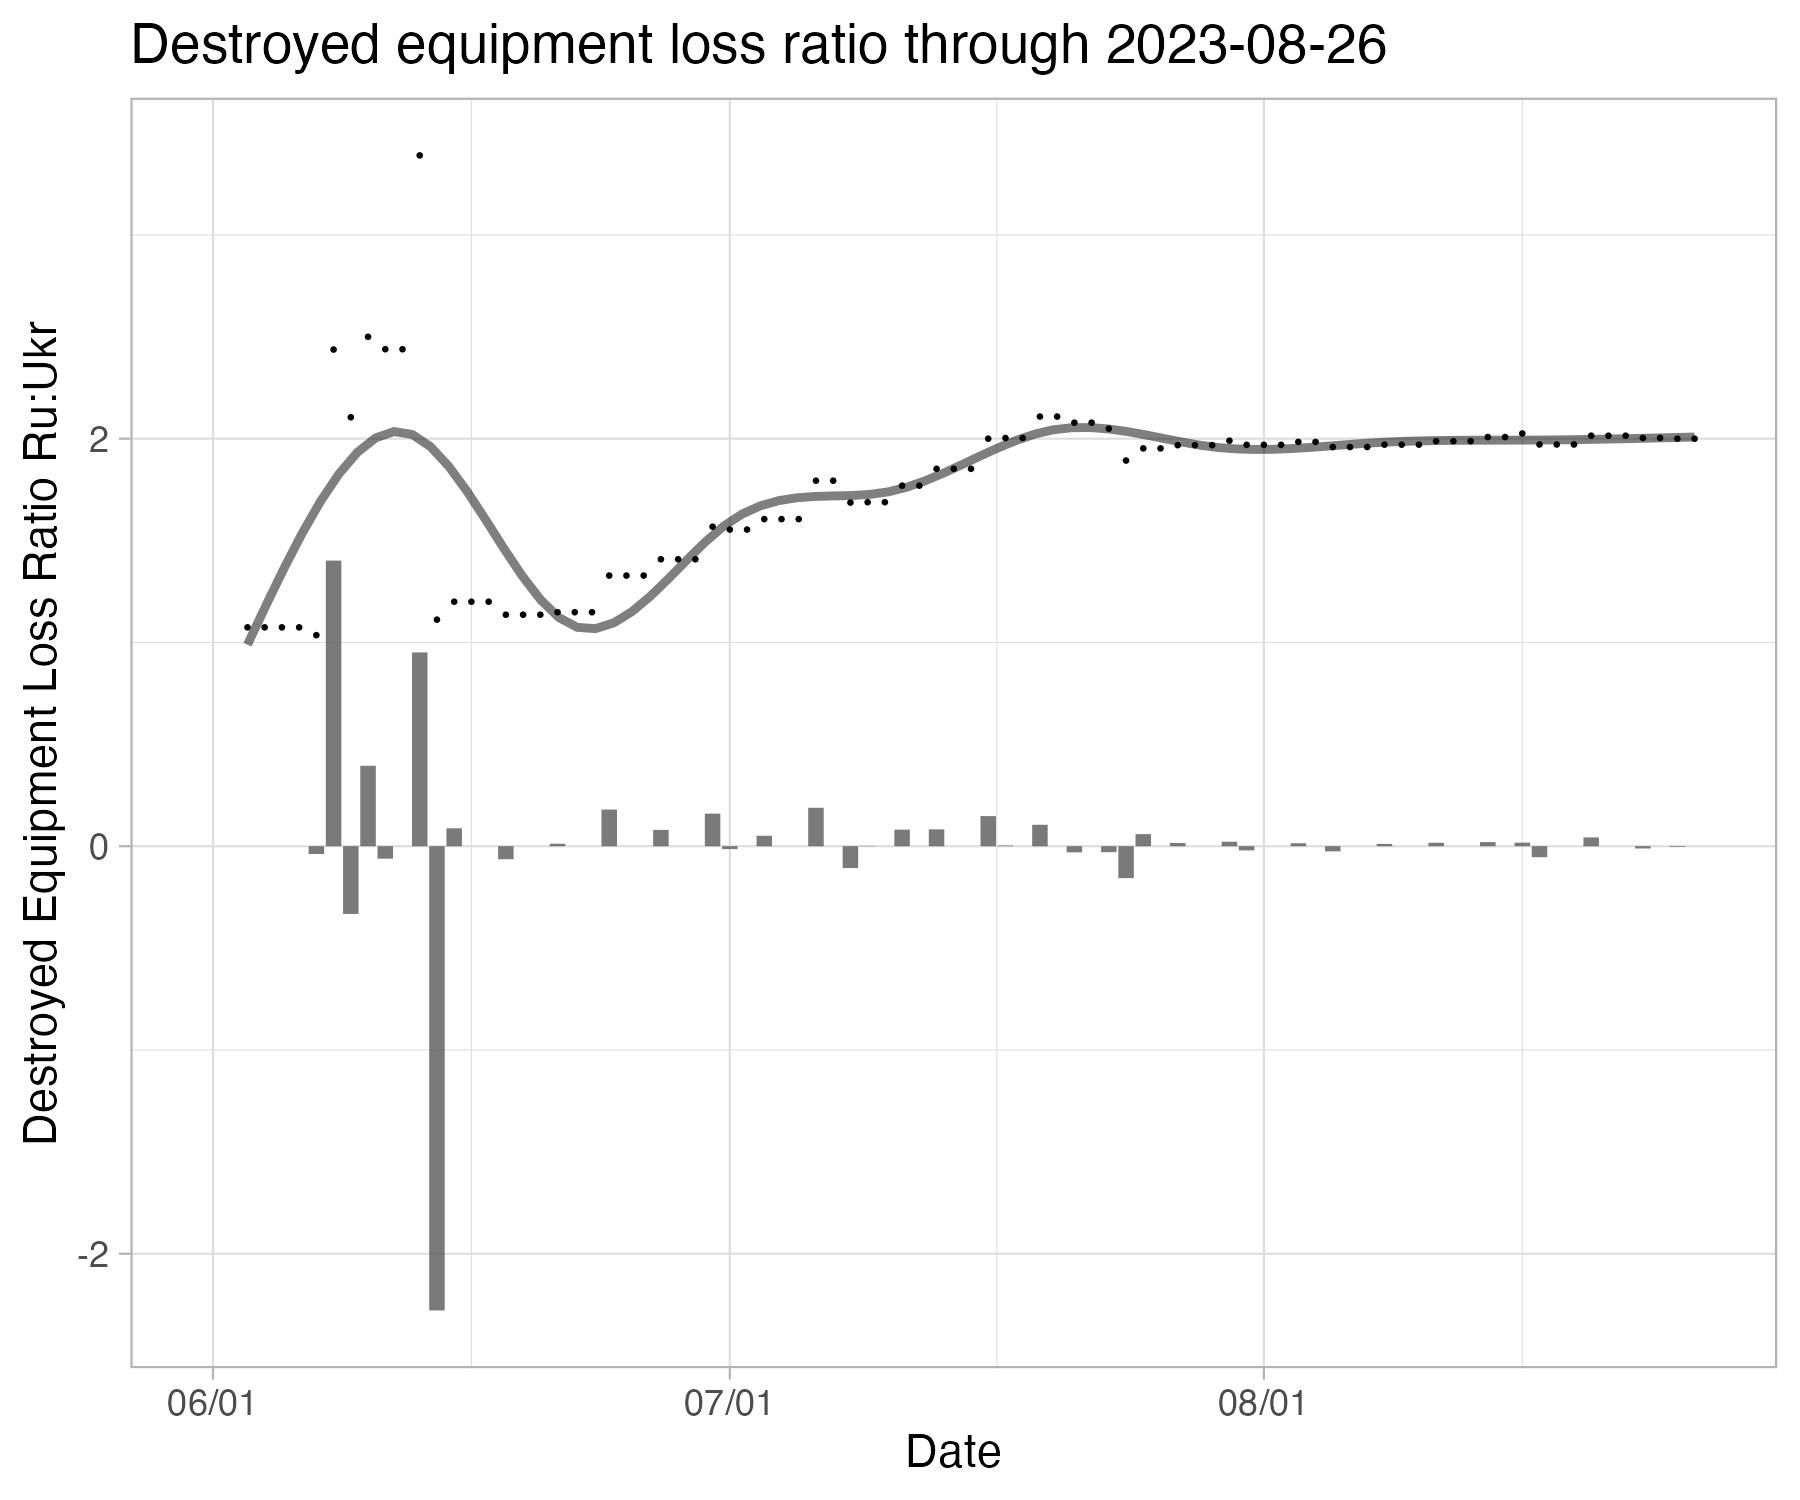 Destroyed equipment loss ratio through 2023-08-26
Destroyed Equipment Loss Ratio Ru:Ukr
2
0
-2
06/01
07/01
08/01
Date